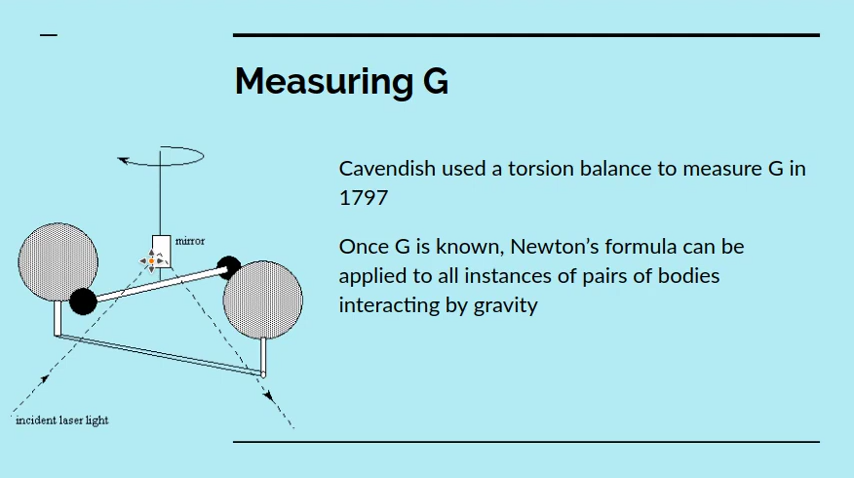 Measuring G
mirror
incident laser light
Cavendish used a torsion balance to measure G in
1797
Once G is known, Newton’s formula can be
applied to all instances of pairs of bodies
interacting by gravity